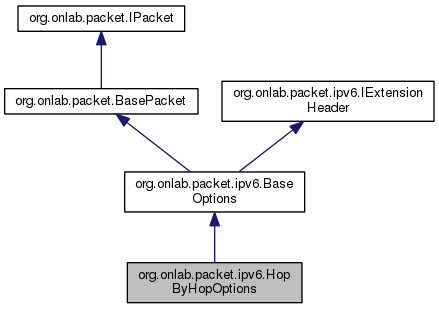 org.onlab.packet.IPacket
org.onlab.packet.BasePacket
org.onlab.packet.ipv6.IExtension
Header
org.onlab.packet.ipv6.Base
Options
org.onlab.packet.ipv6.Hop
ByHopOptions